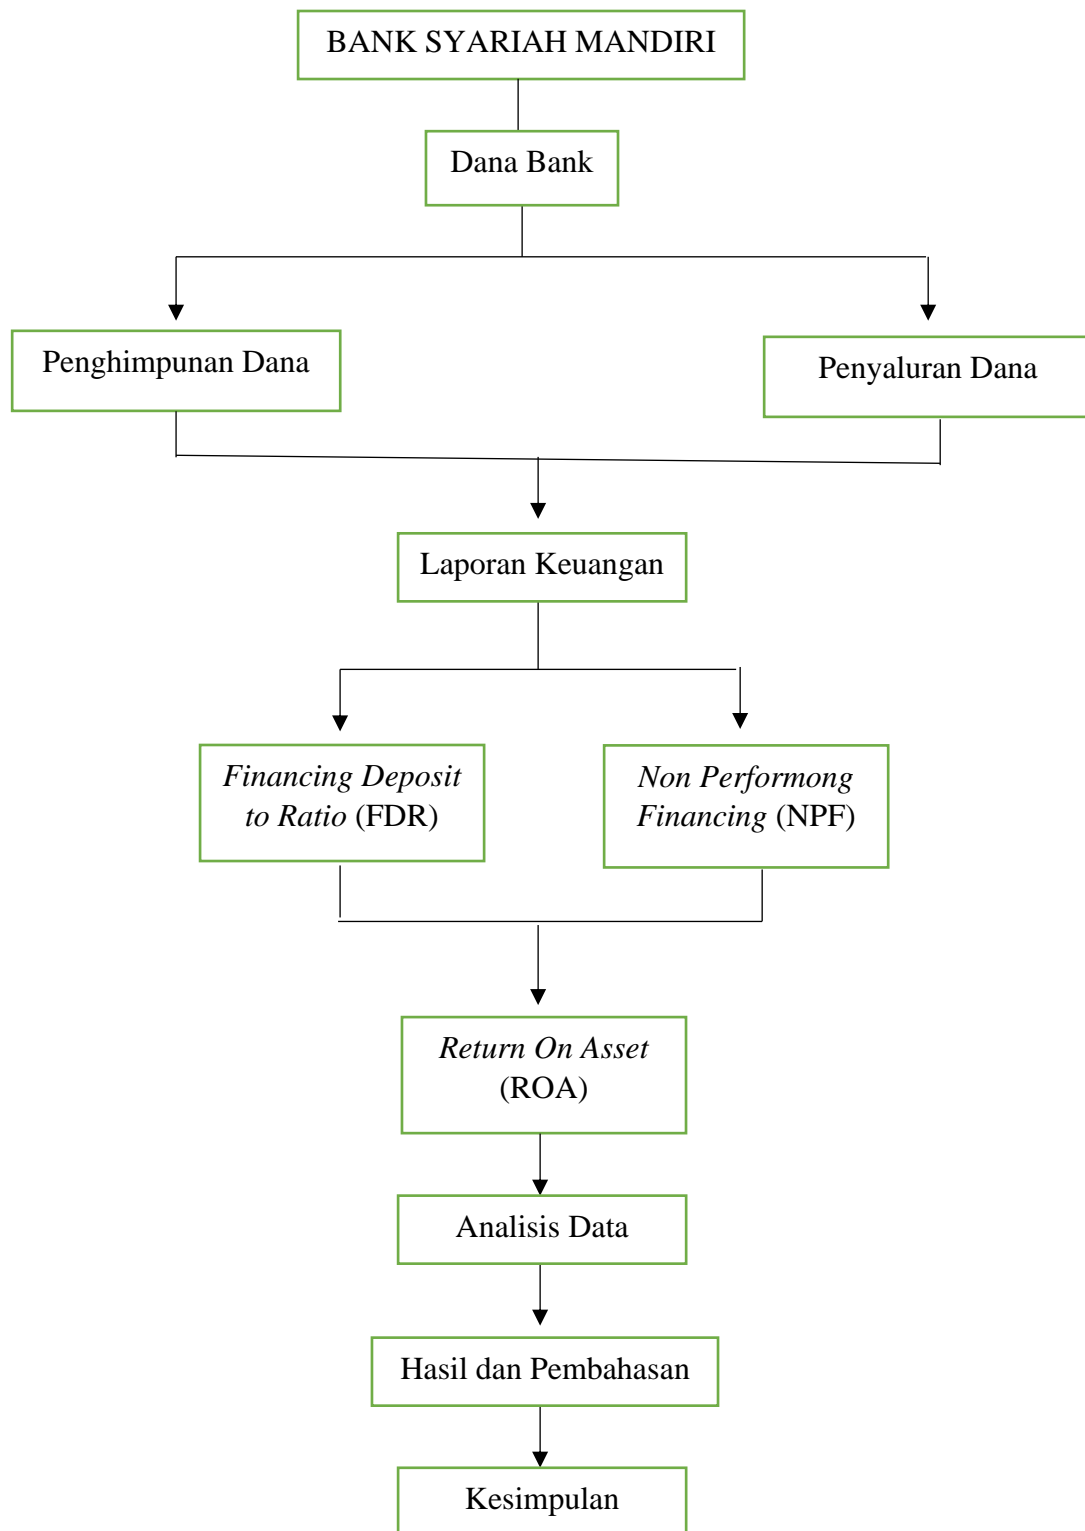 BANK SYARIAH MANDIRI
Dana Bank
Penghimpunan Dana
Penyaluran Dana
Laporan Keuangan
Financing Deposit
to Ratio (FDR)
Non Performong
Financing (NPF)
Return On Asset
(ROA)
Analisis Data
Hasil dan Pembahasan
Kesimpulan